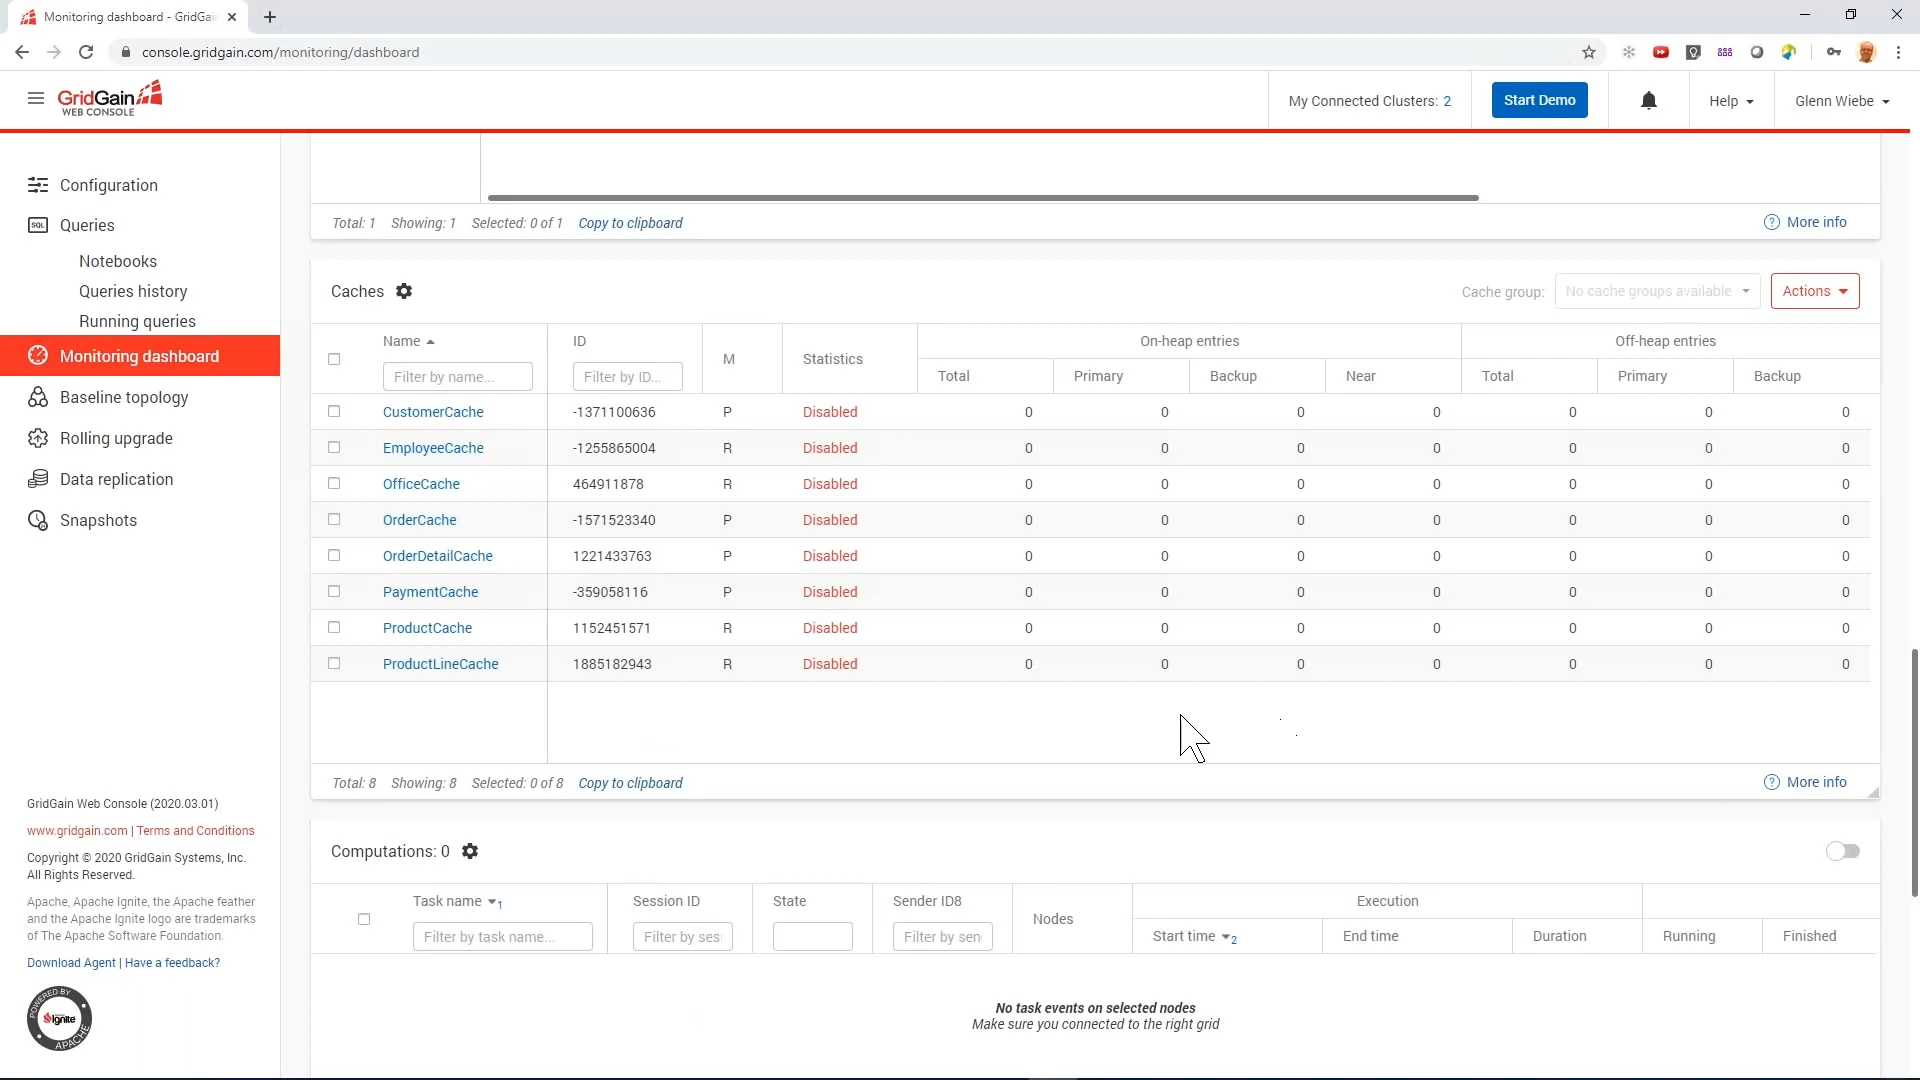 Monitoring dashboard - GridGai
console.gridgain.com/monitoring/dashboard
GridGain
WEB CONSOLE
My Connected Clusters: 2
Start Demo
Help
Glenn Wiebe
Configuration
SQL
Queries
Notebooks
Queries history
Running queries
Monitoring dashboard
Baseline topology
Rolling upgrade
Data replication
Snapshots
GridGain Web Console (2020.03.01)
www.gridgain.com | Terms and Conditions
Copyright © 2020 GridGain Systems, Inc.
All Rights Reserved.
Apache, Apache Ignite, the Apache feather
and the Apache Ignite logo are trademarks
of The Apache Software Foundation.
Download Agent | Have a feedback?
POWERED BY
Ignite
APACHE
Total: 1 Showing: 1 Selected: 0 of 1 Copy to clipboard
? More info
Caches
Cache group: No cache groups available
Actions
Name ID M Statistics On-heap entries Off-heap entries
Filter by name... Filter by ID... Total Primary Backup Near Total Primary Backup
CustomerCache -1371100636 P Disabled 0 0 0 0 0 0 0
EmployeeCache -1255865004 R Disabled 0 0 0 0 0 0 0
OfficeCache 464911878 R Disabled 0 0 0 0 0 0 0
OrderCache -1571523340 P Disabled 0 0 0 0 0 0 0
OrderDetailCache 1221433763 P Disabled 0 0 0 0 0 0 0
PaymentCache -359058116 P Disabled 0 0 0 0 0 0 0
ProductCache 1152451571 R Disabled 0 0 0 0 0 0 0
ProductLineCache 1885182943 R Disabled 0 0 0 0 0 0 0
Total: 8 Showing: 8 Selected: 0 of 8 Copy to clipboard
? More info
Computations: 0
Task name 1 Session ID State Sender ID8 Nodes Execution
Filter by task name... Filter by ses Filter by sen Start time 2 End time Duration Running Finished
No task events on selected nodes
Make sure you connected to the right grid